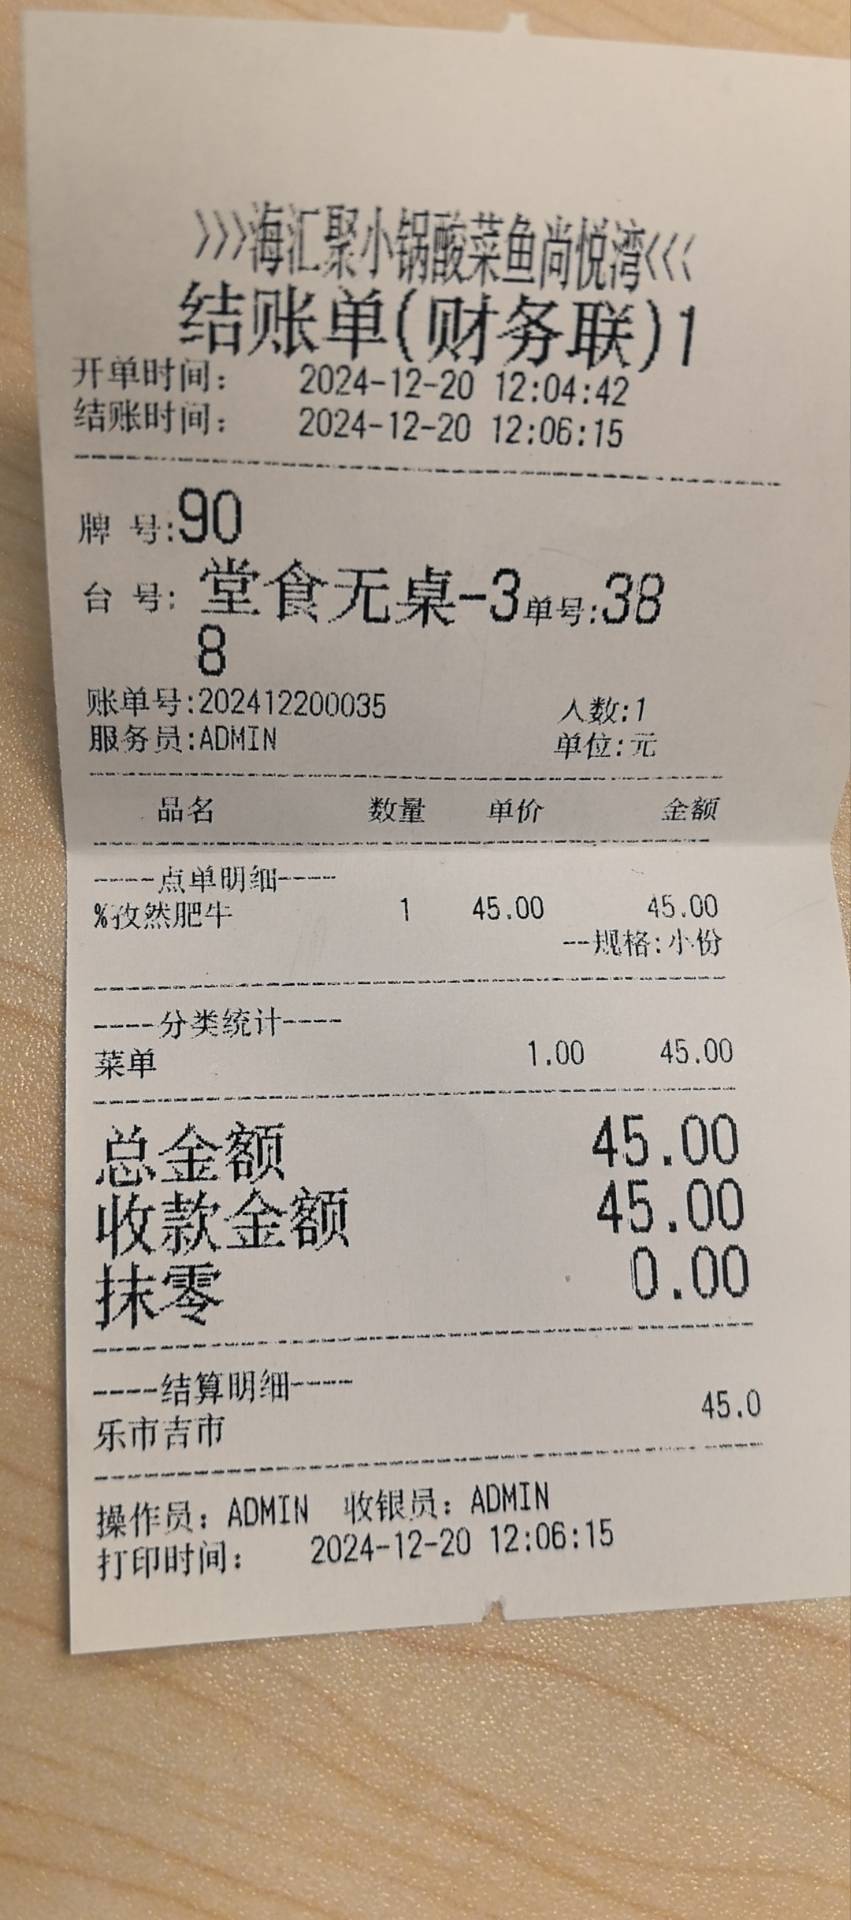 >>>海汇聚小锅酸菜鱼尚悦湾<<<
结账单(财务联)1
开单时间： 2024-12-20 12:04:42
结账时间： 2024-12-20 12:06:15
牌 号:90
台 号: 堂食无桌-3单号:38
8
账单号:202412200035 人数:1
服务员:ADMIN 单位:元
品名 数量 单价 金额
----点单明细----
%孜然肥牛 1 45.00 45.00
--规格:小份
----分类统计----
菜单 1.00 45.00
总金额 45.00
收款金额 45.00
抹零 0.00
----结算明细----
乐市吉市 45.0
操作员：ADMIN 收银员：ADMIN
打印时间： 2024-12-20 12:06:15